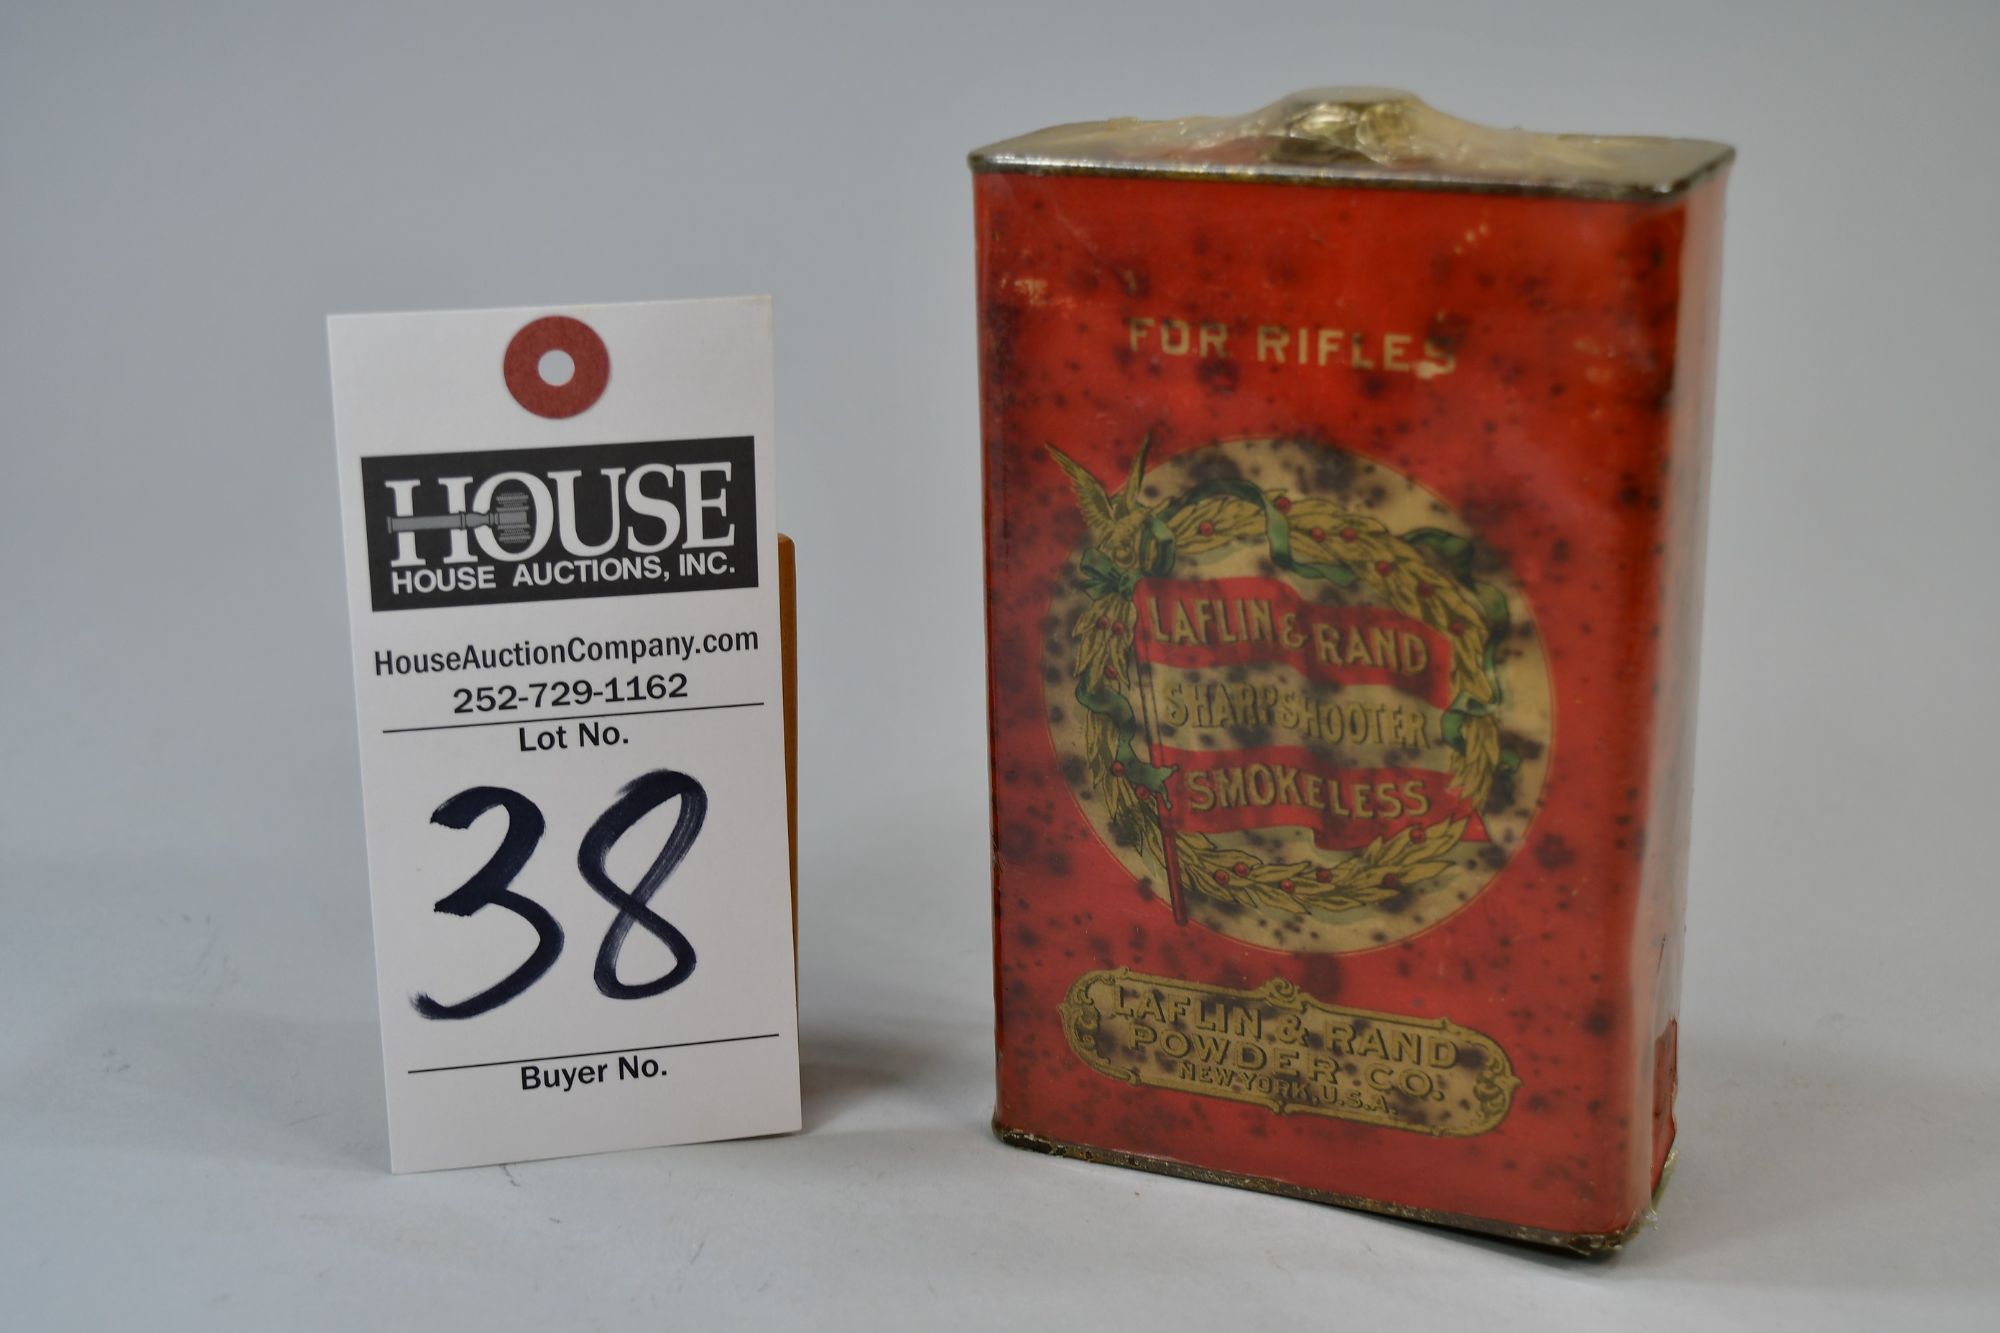 HOUSE
HOUSE AUCTIONS, INC.
HouseAuctionCompany.com
252-729-1162
Lot No.
38
Buyer No.
FOR RIFLES
LAFLIN & RAND
SHARPSHOOTER
SMOKELESS
LAFLIN & RAND
POWDER CO.
NEW YORK, U.S.A.